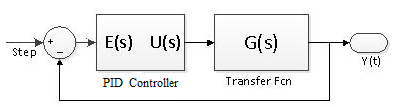 Step
+
−
E(s) U(s)
PID Controller
G(s)
Transfer Fcn
Y(t)